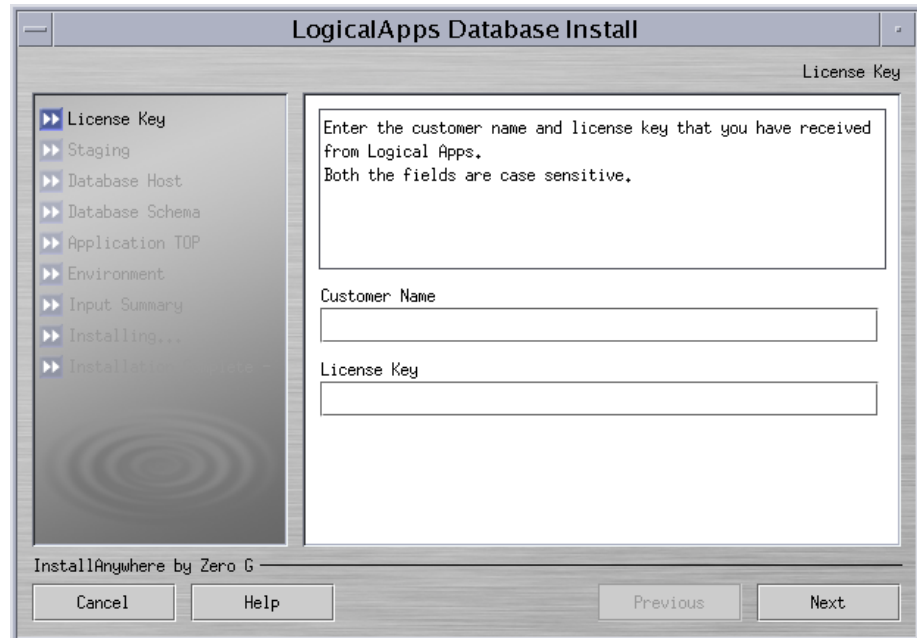 LogicalApps Database Install
License Key
License Key
Staging
Database Host
Database Schema
Application TOP
Environment
Input Summary
Installing...
Enter the customer name and license key that you have received
from Logical Apps.
Both the fields are case sensitive.
Customer Name
License Key
InstallAnywhere by Zero G
Cancel
Help
Previous
Next